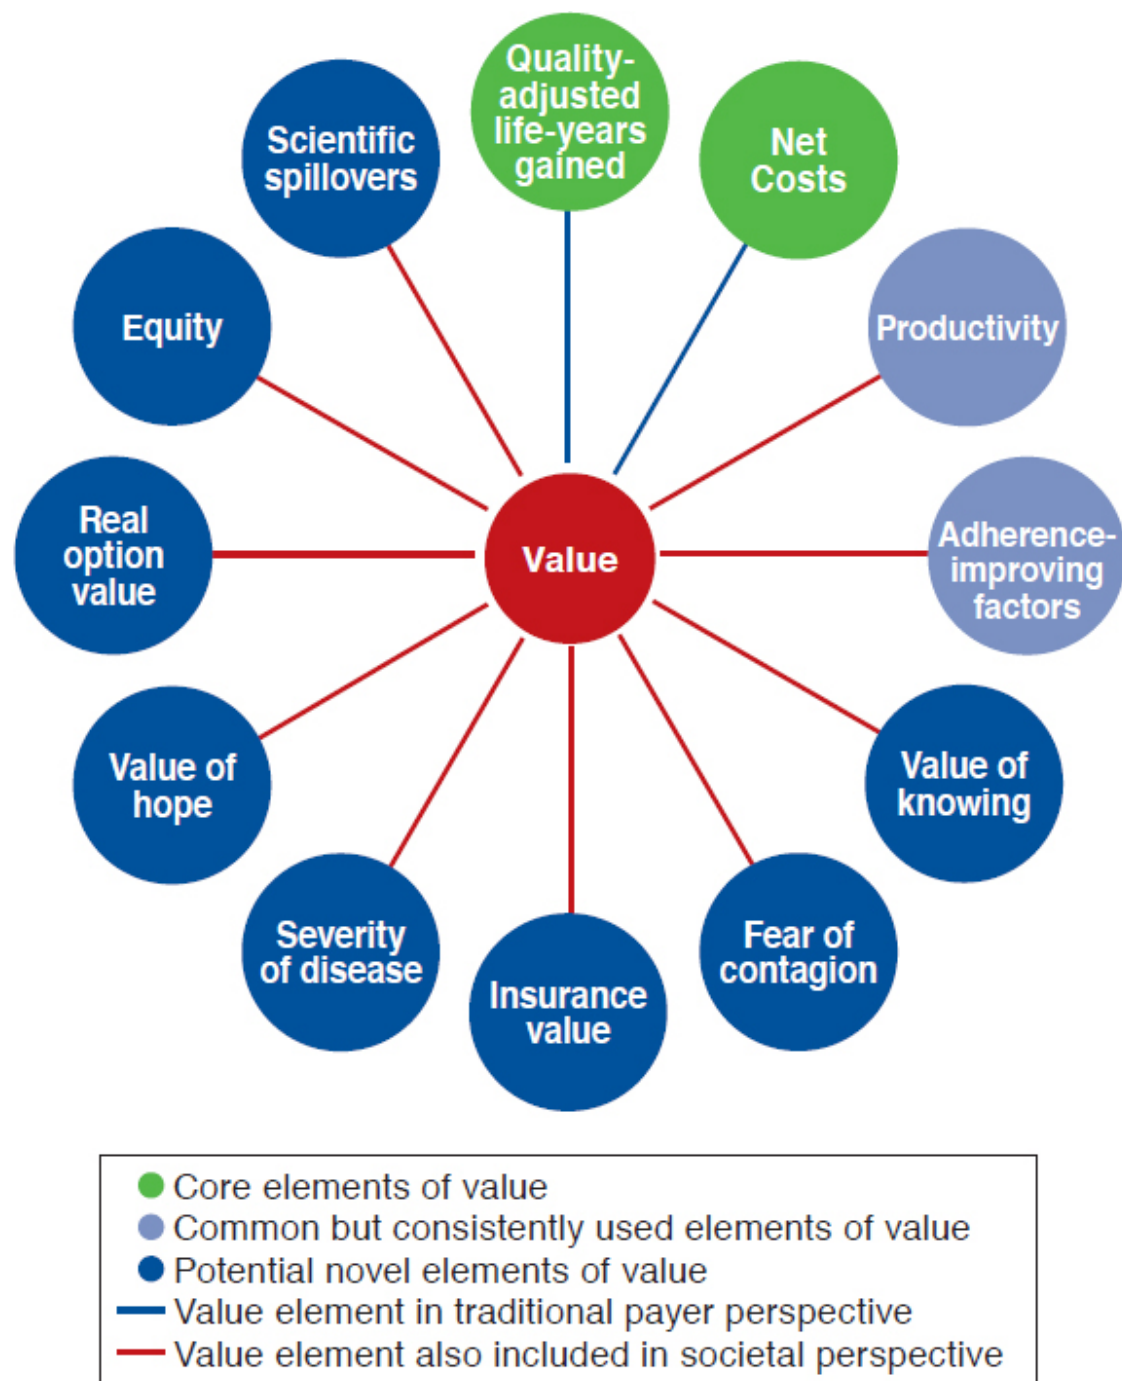 Quality-
adjusted
life-years
gained
Net
Costs
Productivity
Adherence-
improving
factors
Value of
knowing
Fear of
contagion
Insurance
value
Severity
of disease
Value of
hope
Real
option
value
Equity
Scientific
spillovers
Value
Core elements of value
Common but consistently used elements of value
Potential novel elements of value
Value element in traditional payer perspective
Value element also included in societal perspective